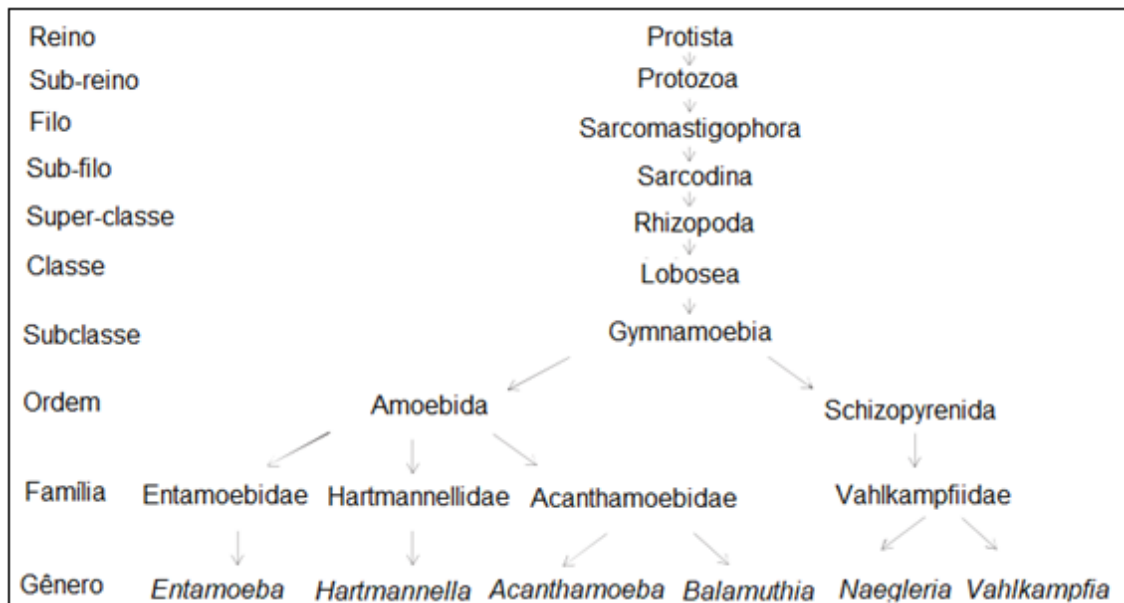 Reino Protista
Sub-reino Protozoa
Filo Sarcomastigophora
Sub-filo Sarcodina
Super-classe Rhizopoda
Classe Lobosea
Subclasse Gymnamoebia
Ordem Amoebida Schizopyrenida
Família Entamoebidae Hartmannellidae Acanthamoebidae Vahlkampfiidae
Gênero Entamoeba Hartmannella Acanthamoeba Balamuthia Naegleria Vahlkampfia